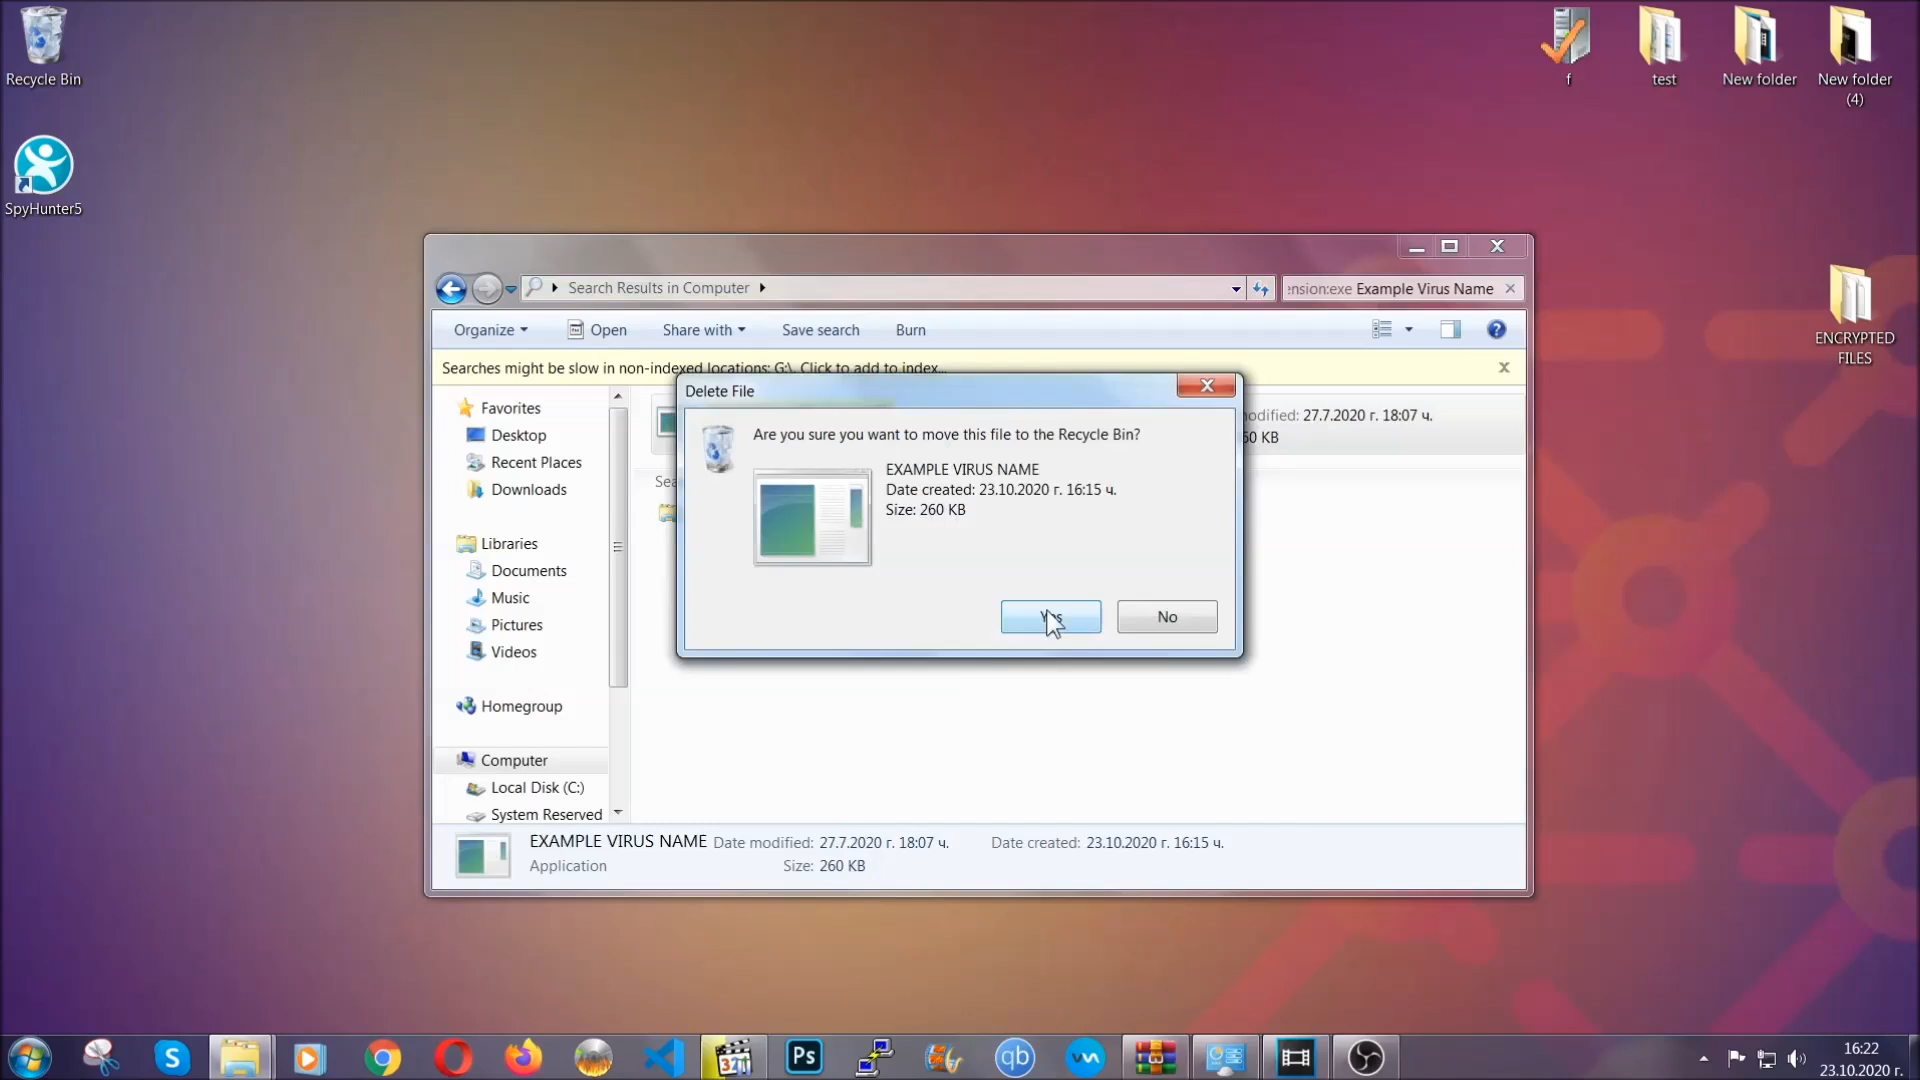 Recycle Bin
SpyHunter5
f
test
New folder
New folder
(4)
ENCRYPTED
FILES
Search Results in Computer
ension:exe Example Virus Name
Organize
Open
Share with
Save search
Burn
Searches might be slow in non-indexed locations: G:\. Click to add to index...
Favorites
Desktop
Recent Places
Downloads
Libraries
Documents
Music
Pictures
Videos
Homegroup
Computer
Local Disk (C:)
System Reserved
odified: 27.7.2020 г. 18:07 ч.
60 KB
Sea
Delete File
Are you sure you want to move this file to the Recycle Bin?
EXAMPLE VIRUS NAME
Date created: 23.10.2020 г. 16:15 ч.
Size: 260 KB
Yes
No
EXAMPLE VIRUS NAME Date modified: 27.7.2020 г. 18:07 ч. Date created: 23.10.2020 г. 16:15 ч.
Application Size: 260 KB
S
321
Ps
qb
16:22
23.10.2020 г.